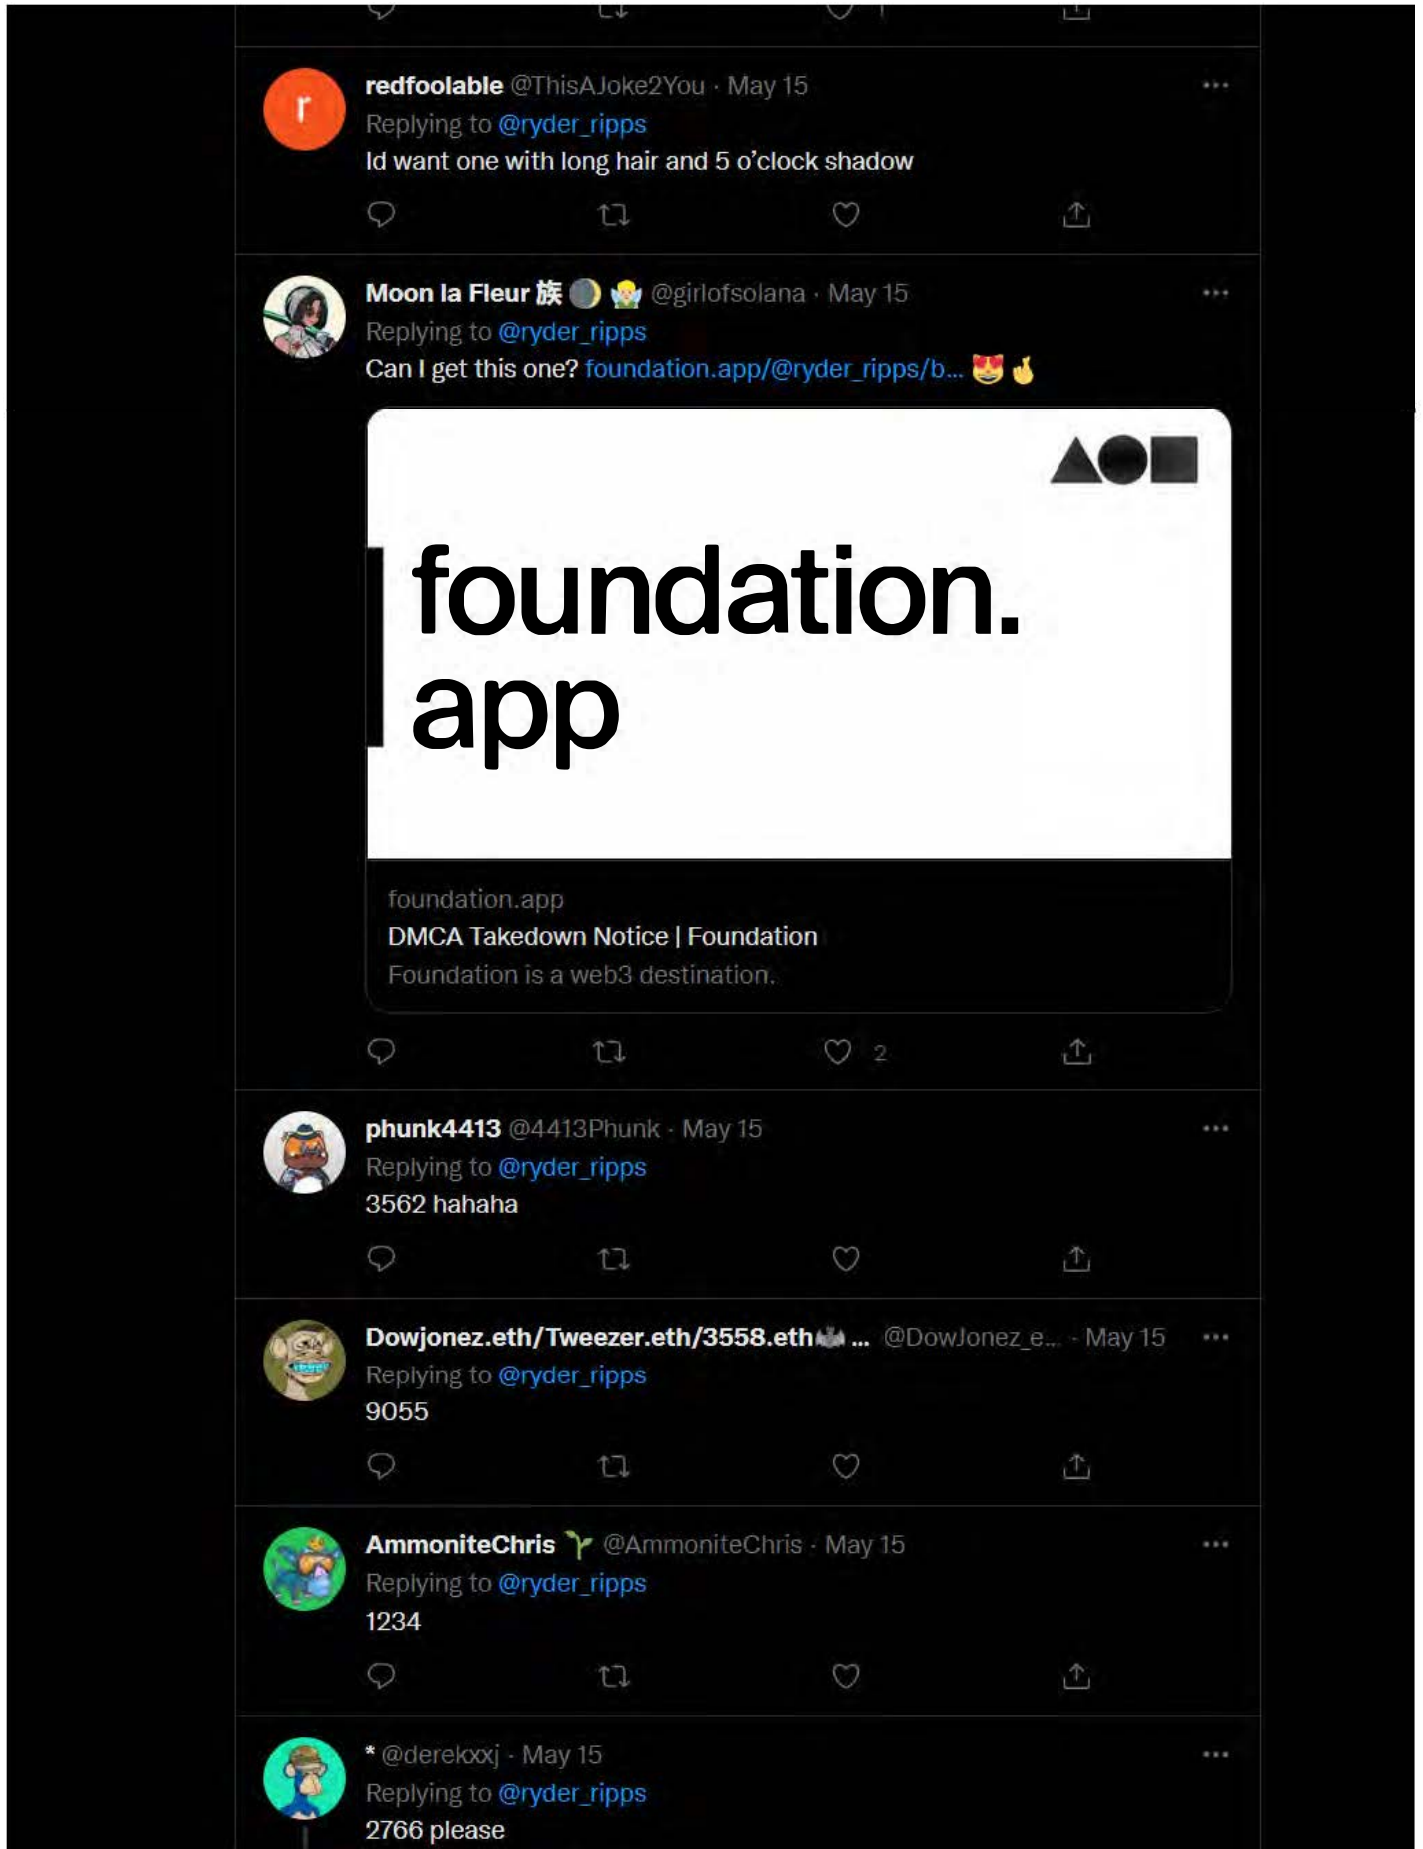 1
redfoolable @ThisAJoke2You · May 15
Replying to @ryder_ripps
Id want one with long hair and 5 o’clock shadow
Moon la Fleur 族 🌒 🧚 @girlofsolana · May 15
Replying to @ryder_ripps
Can I get this one? foundation.app/@ryder_ripps/b... 😻 🤞
foundation.
app
foundation.app
DMCA Takedown Notice | Foundation
Foundation is a web3 destination.
2
phunk4413 @4413Phunk · May 15
Replying to @ryder_ripps
3562 hahaha
Dowjonez.eth/Tweezer.eth/3558.eth🦇 ... @DowJonez_e... · May 15
Replying to @ryder_ripps
9055
AmmoniteChris 🌱 @AmmoniteChris · May 15
Replying to @ryder_ripps
1234
* @derekxxj · May 15
Replying to @ryder_ripps
2766 please